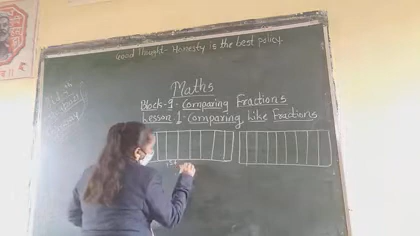 Good Thought- Honesty is the best policy.
Maths
Block-9- Comparing Fractions
Lesson 1- Comparing Like Fractions